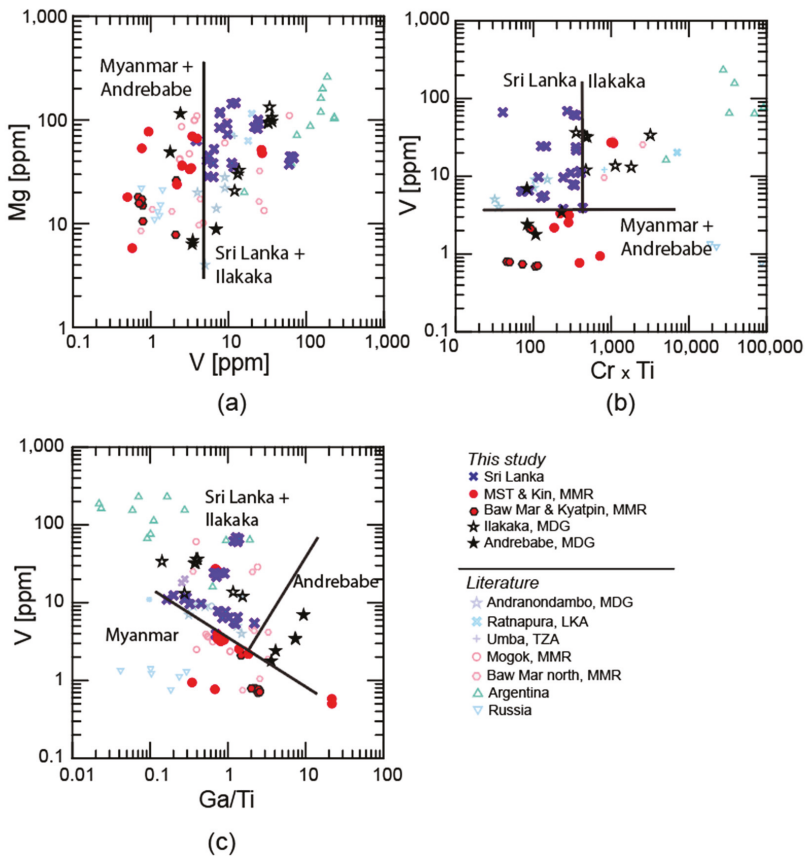 1,000
100
10
1
Mg [ppm]
Myanmar +
Andrebabe
Sri Lanka +
Ilakaka
0.1 1 10 100 1,000
V [ppm]
(a)
1,000
100
10
1
0.1
V [ppm]
Sri Lanka Ilakaka
Myanmar +
Andrebabe
10 100 1,000 10,000 100,000
Cr x Ti
(b)
1,000
100
10
1
0.1
V [ppm]
Sri Lanka +
Ilakaka
Andrebabe
Myanmar
0.01 0.1 1 10 100
Ga/Ti
(c)
This study
Sri Lanka
MST & Kin, MMR
Baw Mar & Kyatpin, MMR
Ilakaka, MDG
Andrebabe, MDG
Literature
Andranondambo, MDG
Ratnapura, LKA
Umba, TZA
Mogok, MMR
Baw Mar north, MMR
Argentina
Russia